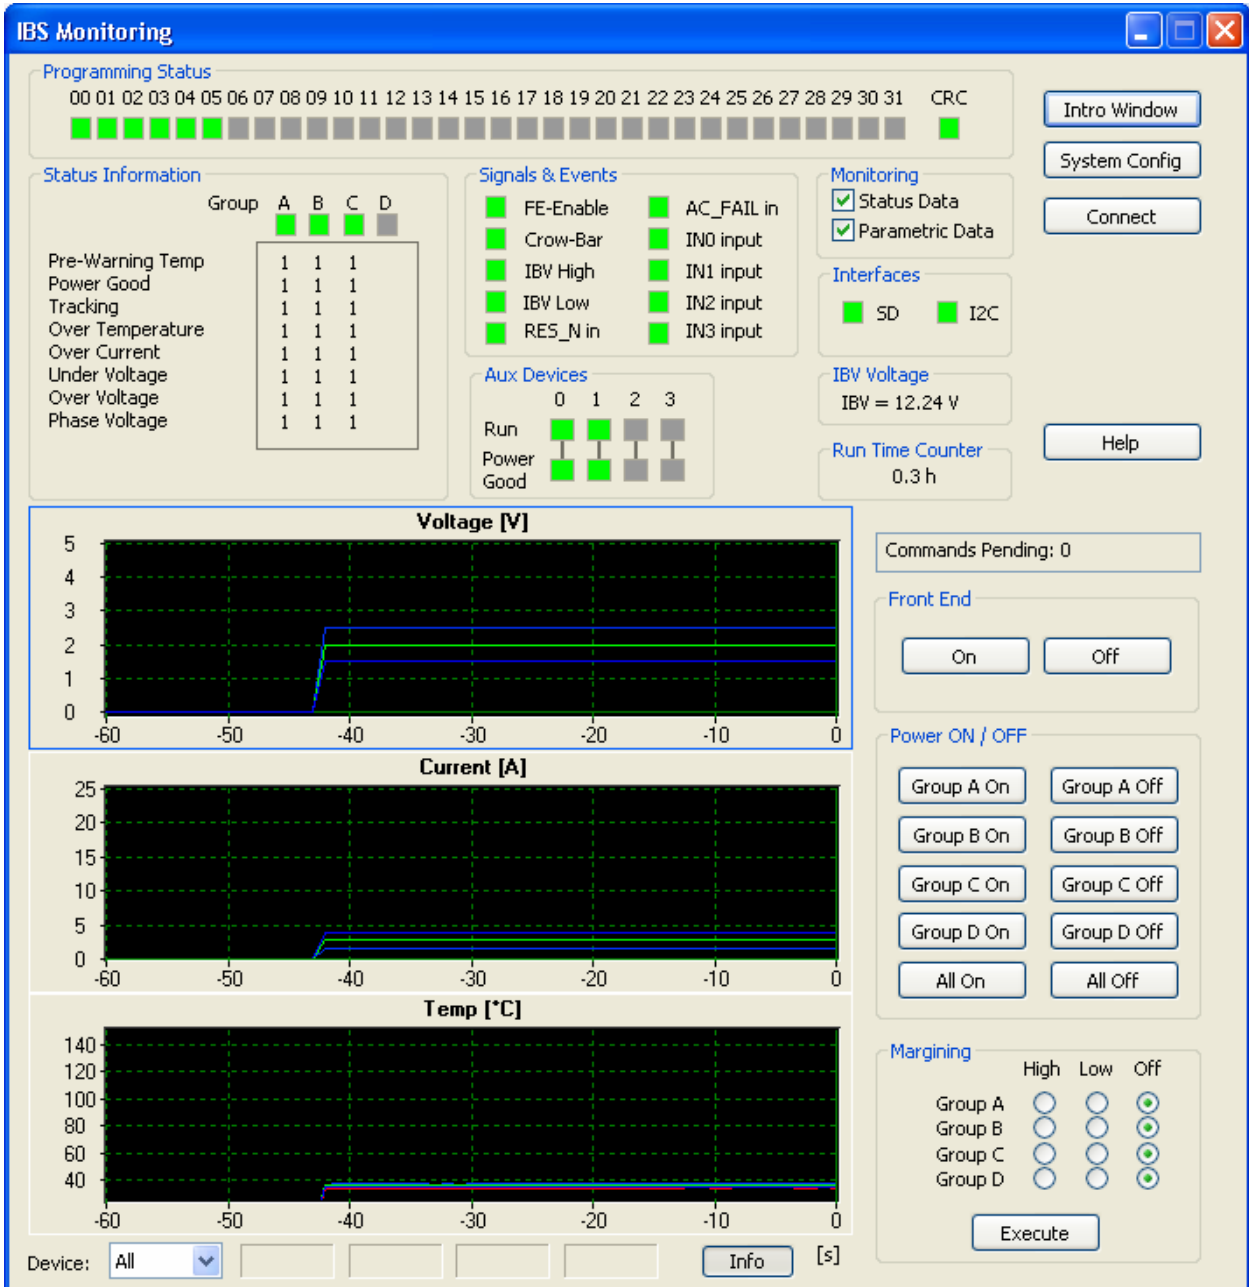 IBS Monitoring
Programming Status
00 01 02 03 04 05 06 07 08 09 10 11 12 13 14 15 16 17 18 19 20 21 22 23 24 25 26 27 28 29 30 31 CRC
Intro Window
System Config
Connect
Help
Status Information
Group A B C D
Pre-Warning Temp 1 1 1
Power Good 1 1 1
Tracking 1 1 1
Over Temperature 1 1 1
Over Current 1 1 1
Under Voltage 1 1 1
Over Voltage 1 1 1
Phase Voltage 1 1 1
Signals & Events
FE-Enable AC_FAIL in
Crow-Bar IN0 input
IBV High IN1 input
IBV Low IN2 input
RES_N in IN3 input
Aux Devices
0 1 2 3
Run
Power
Good
Monitoring
Status Data
Parametric Data
Interfaces
SD I2C
IBV Voltage
IBV = 12.24 V
Run Time Counter
0.3 h
Voltage [V]
5
4
3
2
1
0
-60 -50 -40 -30 -20 -10 0
Current [A]
25
20
15
10
5
0
-60 -50 -40 -30 -20 -10 0
Temp [°C]
140
120
100
80
60
40
-60 -50 -40 -30 -20 -10 0
Device: All Info [s]
Commands Pending: 0
Front End
On Off
Power ON / OFF
Group A On Group A Off
Group B On Group B Off
Group C On Group C Off
Group D On Group D Off
All On All Off
Margining
High Low Off
Group A
Group B
Group C
Group D
Execute